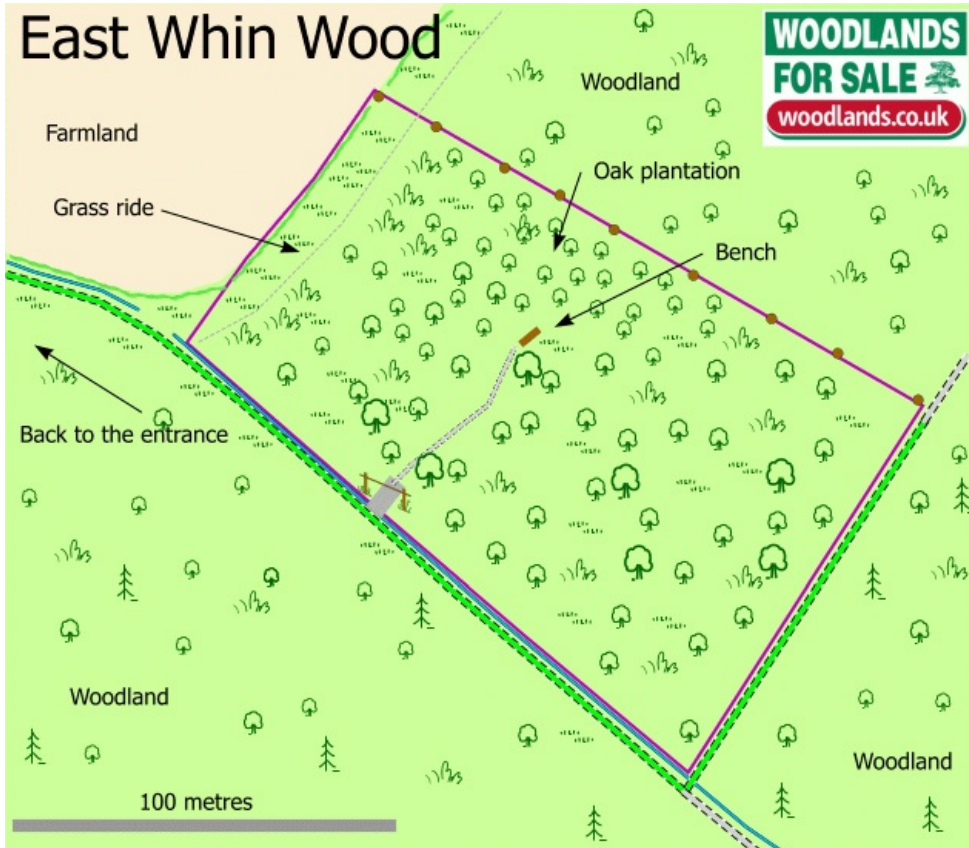 East Whin Wood
WOODLANDS
FOR SALE
woodlands.co.uk
Woodland
Farmland
Oak plantation
Grass ride
Bench
Back to the entrance
Woodland
Woodland
100 metres